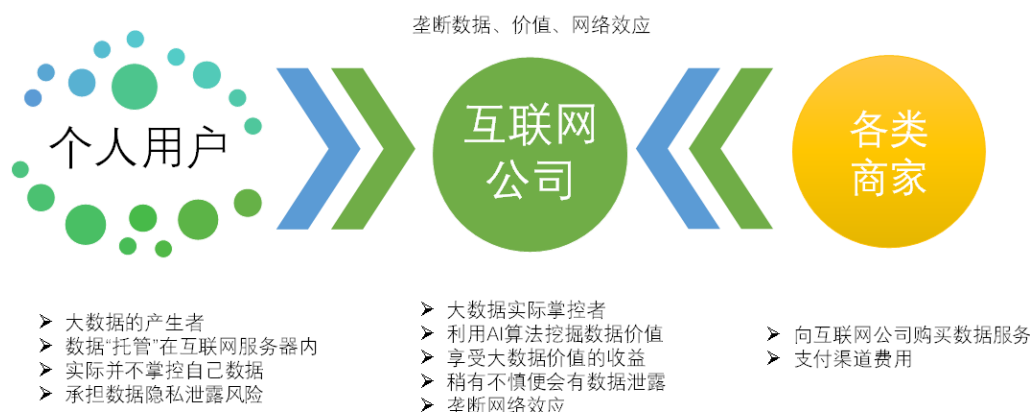 垄断数据、价值、网络效应
个人用户
互联网
公司
各类
商家
大数据的产生者
数据“托管”在互联网服务器内
实际并不掌控自己数据
承担数据隐私泄露风险
大数据实际掌控者
利用AI算法挖掘数据价值
享受大数据价值的收益
稍有不慎便会有数据泄露
垄断网络效应
向互联网公司购买数据服务
支付渠道费用